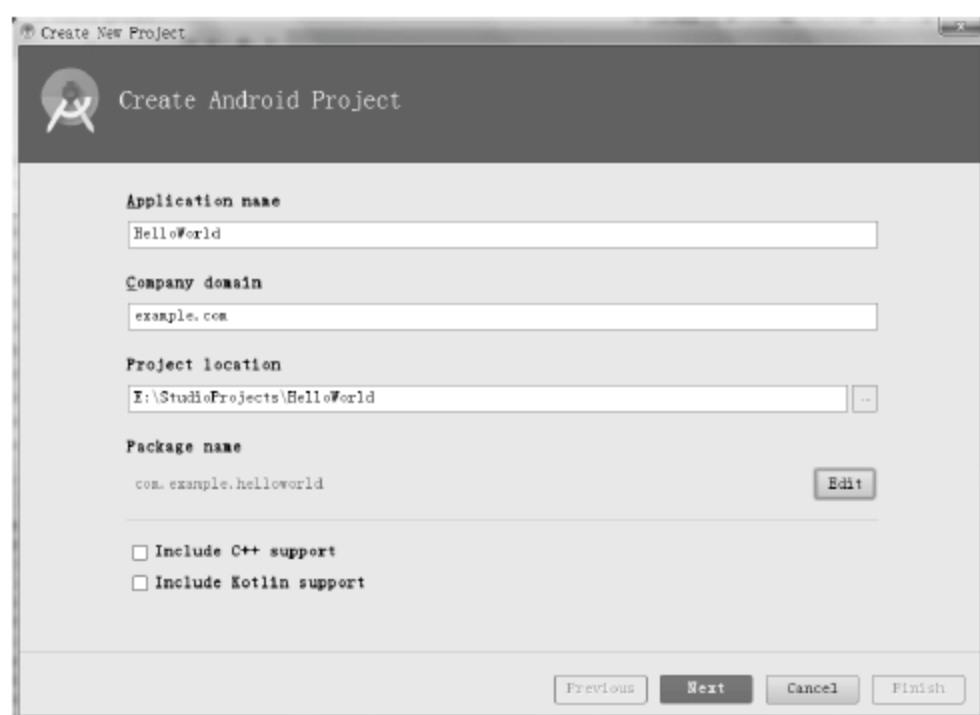 Create New Project
Create Android Project
Application name
HelloWorld
Company domain
example.com
Project location
E:\StudioProjects\HelloWorld
...
Package name
com.example.helloworld
Edit
Include C++ support
Include Kotlin support
Previous
Next
Cancel
Finish